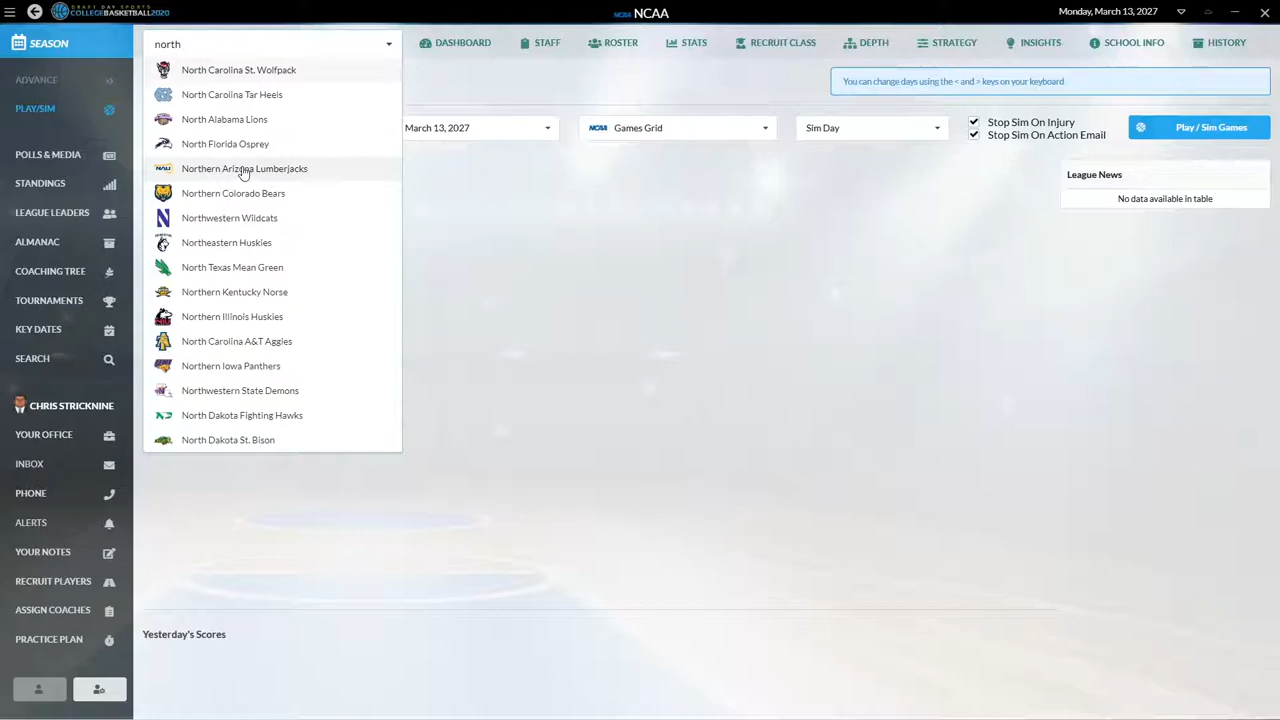 DRAFT DAY SPORTS
COLLEGE BASKETBALL 2020
NCAA NCAA
Monday, March 13, 2027
SEASON
north
DASHBOARD
STAFF
ROSTER
STATS
RECRUIT CLASS
DEPTH
STRATEGY
INSIGHTS
SCHOOL INFO
HISTORY
ADVANCE
PLAY/SIM
POLLS & MEDIA
STANDINGS
LEAGUE LEADERS
ALMANAC
COACHING TREE
TOURNAMENTS
KEY DATES
SEARCH
CHRIS STRICKNINE
YOUR OFFICE
INBOX
PHONE
ALERTS
YOUR NOTES
RECRUIT PLAYERS
ASSIGN COACHES
PRACTICE PLAN
North Carolina St. Wolfpack
North Carolina Tar Heels
North Alabama Lions
North Florida Osprey
NAU Northern Arizona Lumberjacks
Northern Colorado Bears
Northwestern Wildcats
Northeastern Huskies
North Texas Mean Green
Northern Kentucky Norse
Northern Illinois Huskies
North Carolina A&T Aggies
Northern Iowa Panthers
Northwestern State Demons
North Dakota Fighting Hawks
North Dakota St. Bison
You can change days using the < and > keys on your keyboard
March 13, 2027
NCAA Games Grid
Sim Day
Stop Sim On Injury
Stop Sim On Action Email
Play / Sim Games
League News
No data available in table
Yesterday's Scores